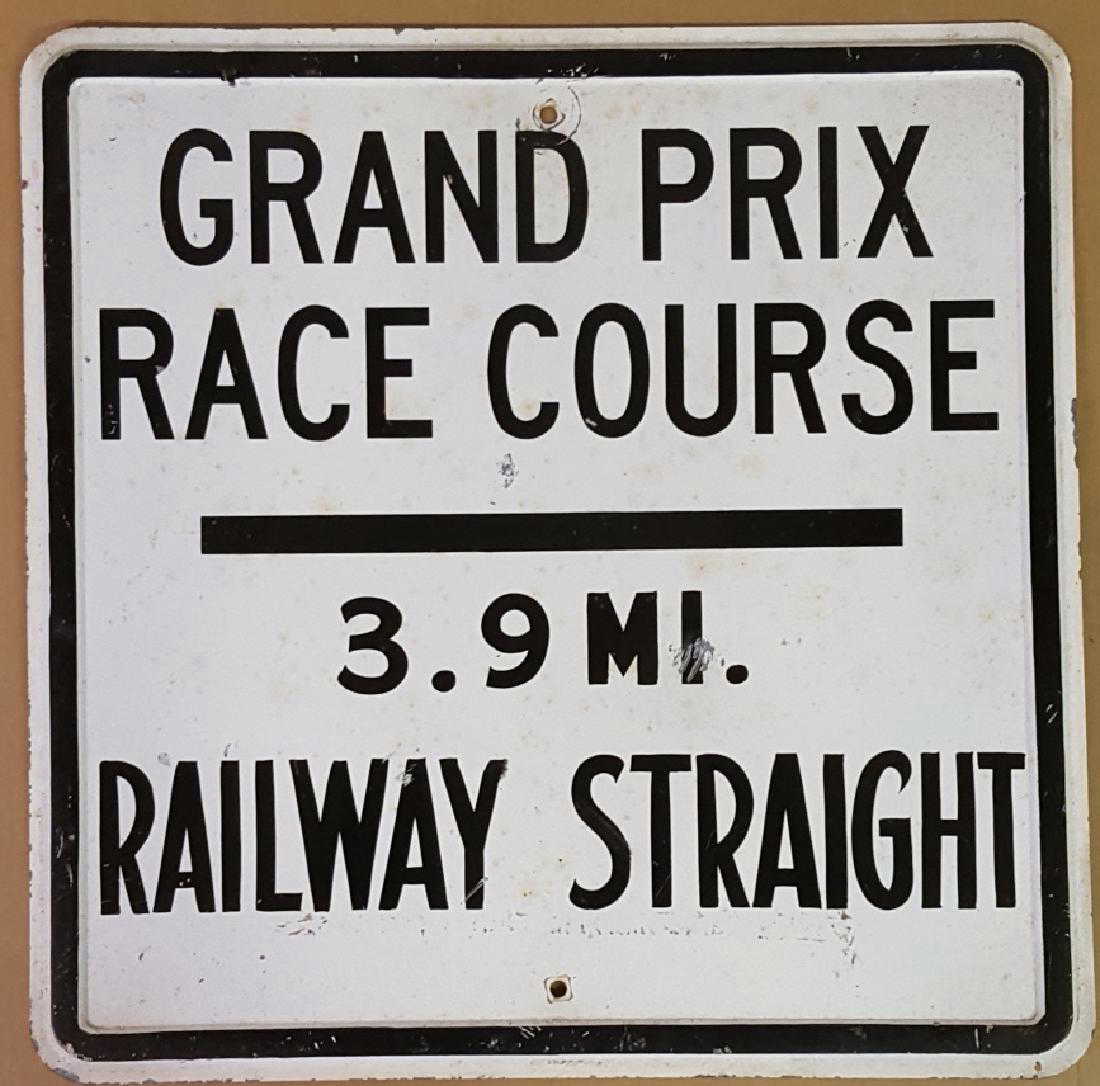 GRAND PRIX
RACE COURSE
3.9 MI.
RAILWAY STRAIGHT